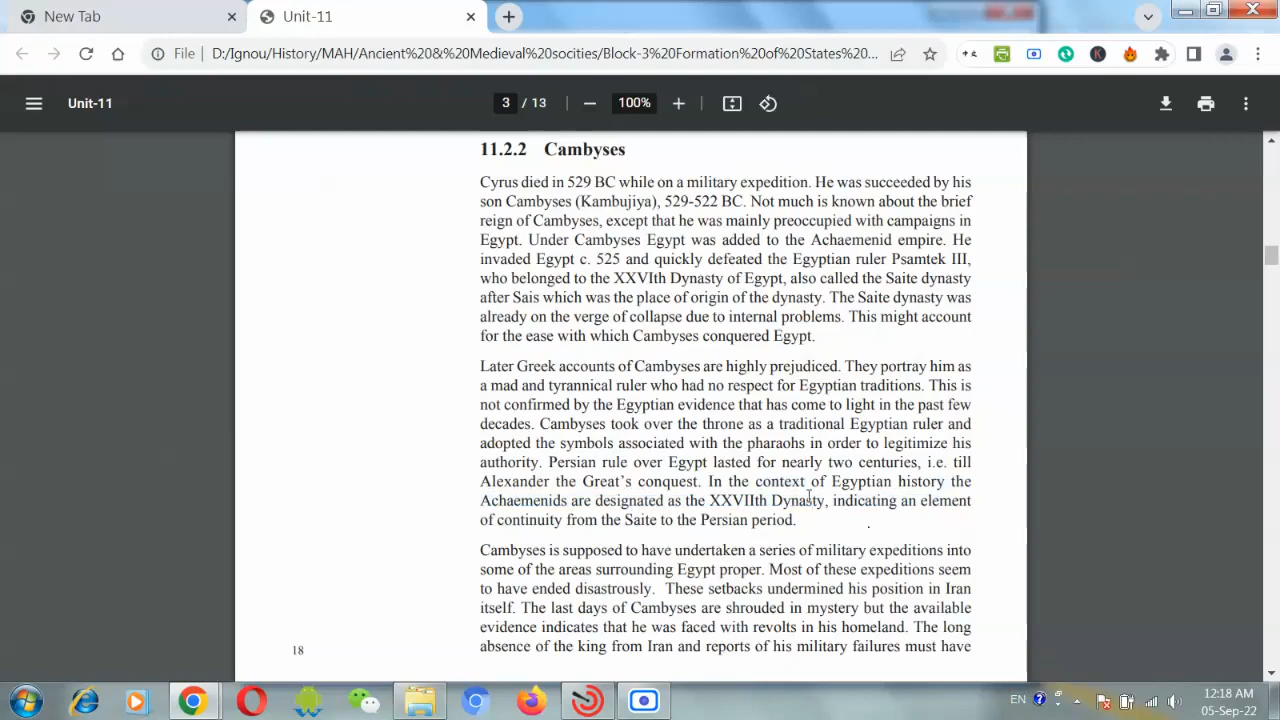 New Tab
Unit-11
File
D:/Ignou/History/MAH/Ancient%20&%20Medieval%20socities/Block-3%20Formation%20of%20States%20...
Unit-11
3 / 13
100%
11.2.2 Cambyses
Cyrus died in 529 BC while on a military expedition. He was succeeded by his
son Cambyses (Kambujiya), 529-522 BC. Not much is known about the brief
reign of Cambyses, except that he was mainly preoccupied with campaigns in
Egypt. Under Cambyses Egypt was added to the Achaemenid empire. He
invaded Egypt c. 525 and quickly defeated the Egyptian ruler Psamtek III,
who belonged to the XXVIth Dynasty of Egypt, also called the Saite dynasty
after Sais which was the place of origin of the dynasty. The Saite dynasty was
already on the verge of collapse due to internal problems. This might account
for the ease with which Cambyses conquered Egypt.
Later Greek accounts of Cambyses are highly prejudiced. They portray him as
a mad and tyrannical ruler who had no respect for Egyptian traditions. This is
not confirmed by the Egyptian evidence that has come to light in the past few
decades. Cambyses took over the throne as a traditional Egyptian ruler and
adopted the symbols associated with the pharaohs in order to legitimize his
authority. Persian rule over Egypt lasted for nearly two centuries, i.e. till
Alexander the Great's conquest. In the context of Egyptian history the
Achaemenids are designated as the XXVIIth Dynasty, indicating an element
of continuity from the Saite to the Persian period.
Cambyses is supposed to have undertaken a series of military expeditions into
some of the areas surrounding Egypt proper. Most of these expeditions seem
to have ended disastrously. These setbacks undermined his position in Iran
itself. The last days of Cambyses are shrouded in mystery but the available
evidence indicates that he was faced with revolts in his homeland. The long
absence of the king from Iran and reports of his military failures must have
18
EN
12:18 AM
05-Sep-22